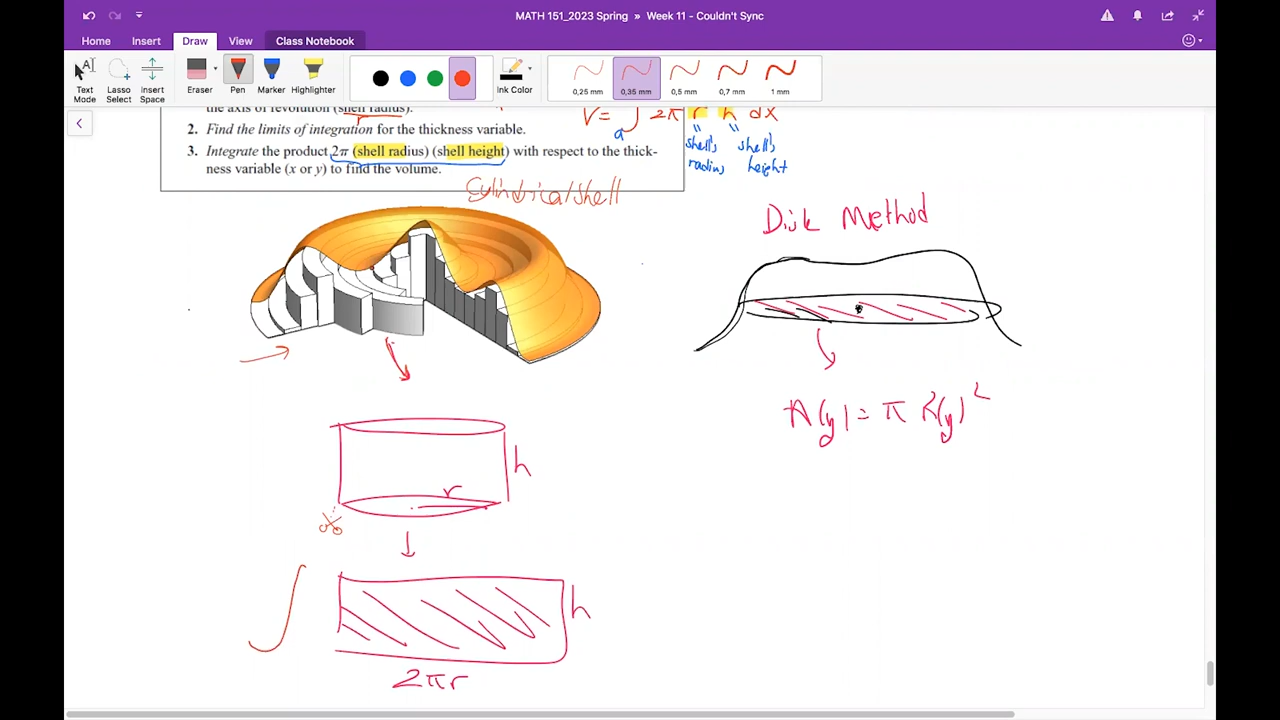 MATH 151_2023 Spring » Week 11 - Couldn't Sync
Home Insert Draw View Class Notebook
Text Mode
Lasso Select
Insert Space
Eraser
Pen
Marker
Highlighter
Ink Color
0,25 mm
0,35 mm
0,5 mm
0,7 mm
1 mm
the axis of revolution (shell radius).
r
2. Find the limits of integration for the thickness variable.
3. Integrate the product 2π (shell radius) (shell height) with respect to the thick-
ness variable (x or y) to find the volume.
V = ∫ 2π r h dx
a
shell's radius
shell's height
Cylindrical shell
Disk Method
A(y) = π R(y)²
h
r
∫
h
2πr